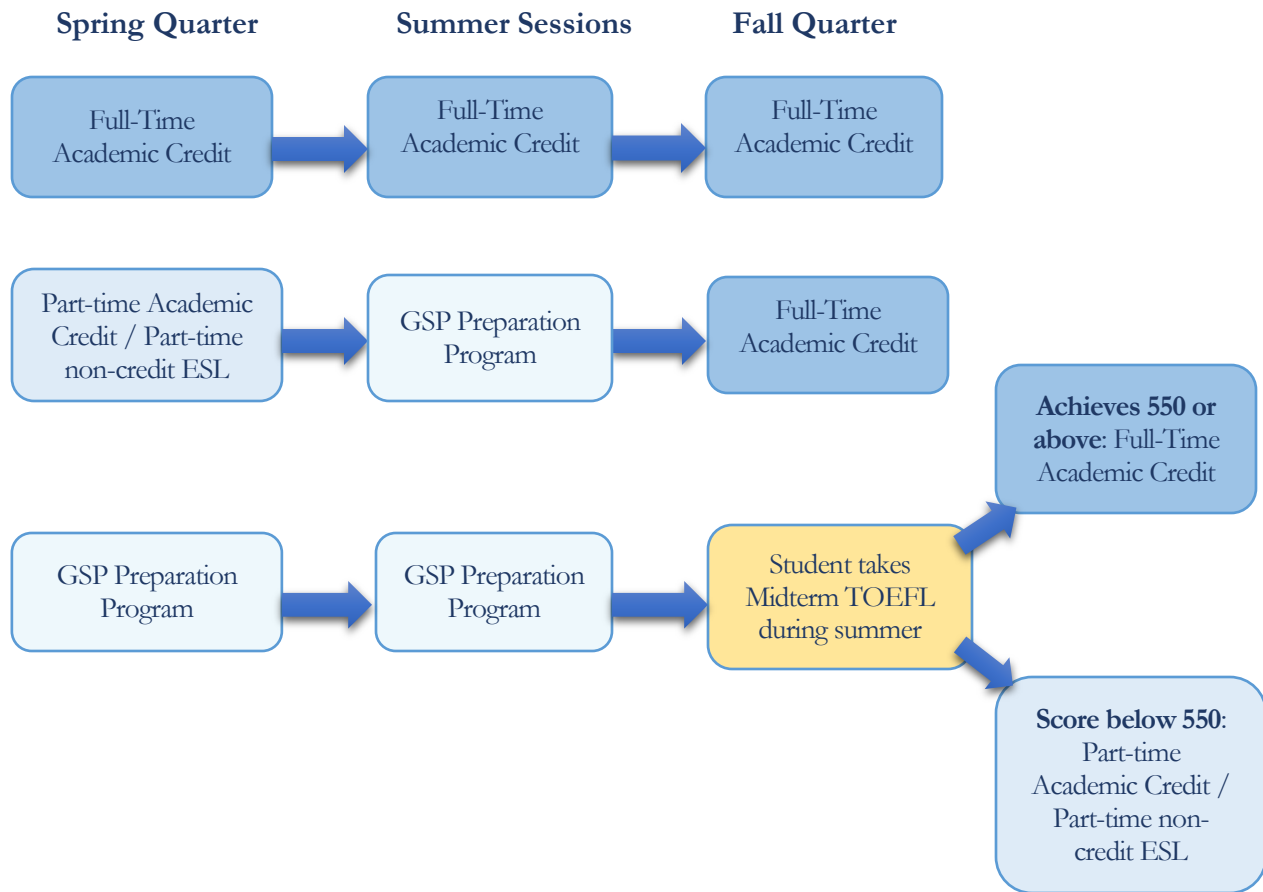 Spring Quarter
Summer Sessions
Fall Quarter
Full-Time
Academic Credit
Full-Time
Academic Credit
Full-Time
Academic Credit
Part-time Academic
Credit / Part-time
non-credit ESL
GSP Preparation
Program
Full-Time
Academic Credit
GSP Preparation
Program
GSP Preparation
Program
Student takes
Midterm TOEFL
during summer
Achieves 550 or
above: Full-Time
Academic Credit
Score below 550:
Part-time
Academic Credit /
Part-time non-
credit ESL